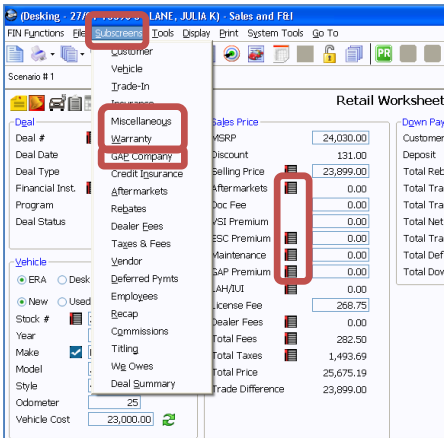 (Desking - 27/ LANE, JULIA K) - Sales and F&I
FIN Functions File Subscreens Tools Display Print System Tools Go To
Scenario # 1
Customer
Vehicle
Trade-In
Insurance
Miscellaneous
Warranty
GAP Company
Credit Insurance
Aftermarkets
Rebates
Dealer Fees
Taxes & Fees
Vendor
Deferred Pymts
Employees
Recap
Commissions
Titling
We Owes
Deal Summary
Retail Worksheet
Deal
Deal #
Deal Date
Deal Type
Financial Inst.
Program
Deal Status
Vehicle
ERA Desk
New Used
Stock #
Year
Make
Model
Style
Odometer 25
Vehicle Cost 23,000.00
Sales Price
MSRP 24,030.00
Discount 131.00
Selling Price 23,899.00
Aftermarkets 0.00
Doc Fee 0.00
VSI Premium 0.00
ESC Premium 0.00
Maintenance 0.00
GAP Premium 0.00
LAH/IUI 0.00
License Fee 268.75
Dealer Fees 0.00
Total Fees 282.50
Total Taxes 1,493.69
Total Price 25,675.19
Trade Difference 23,899.00
Down Pay
Customer
Deposit
Total Reb
Total Tra
Total Tra
Total Net
Total Tra
Total Def
Total Dow
PR